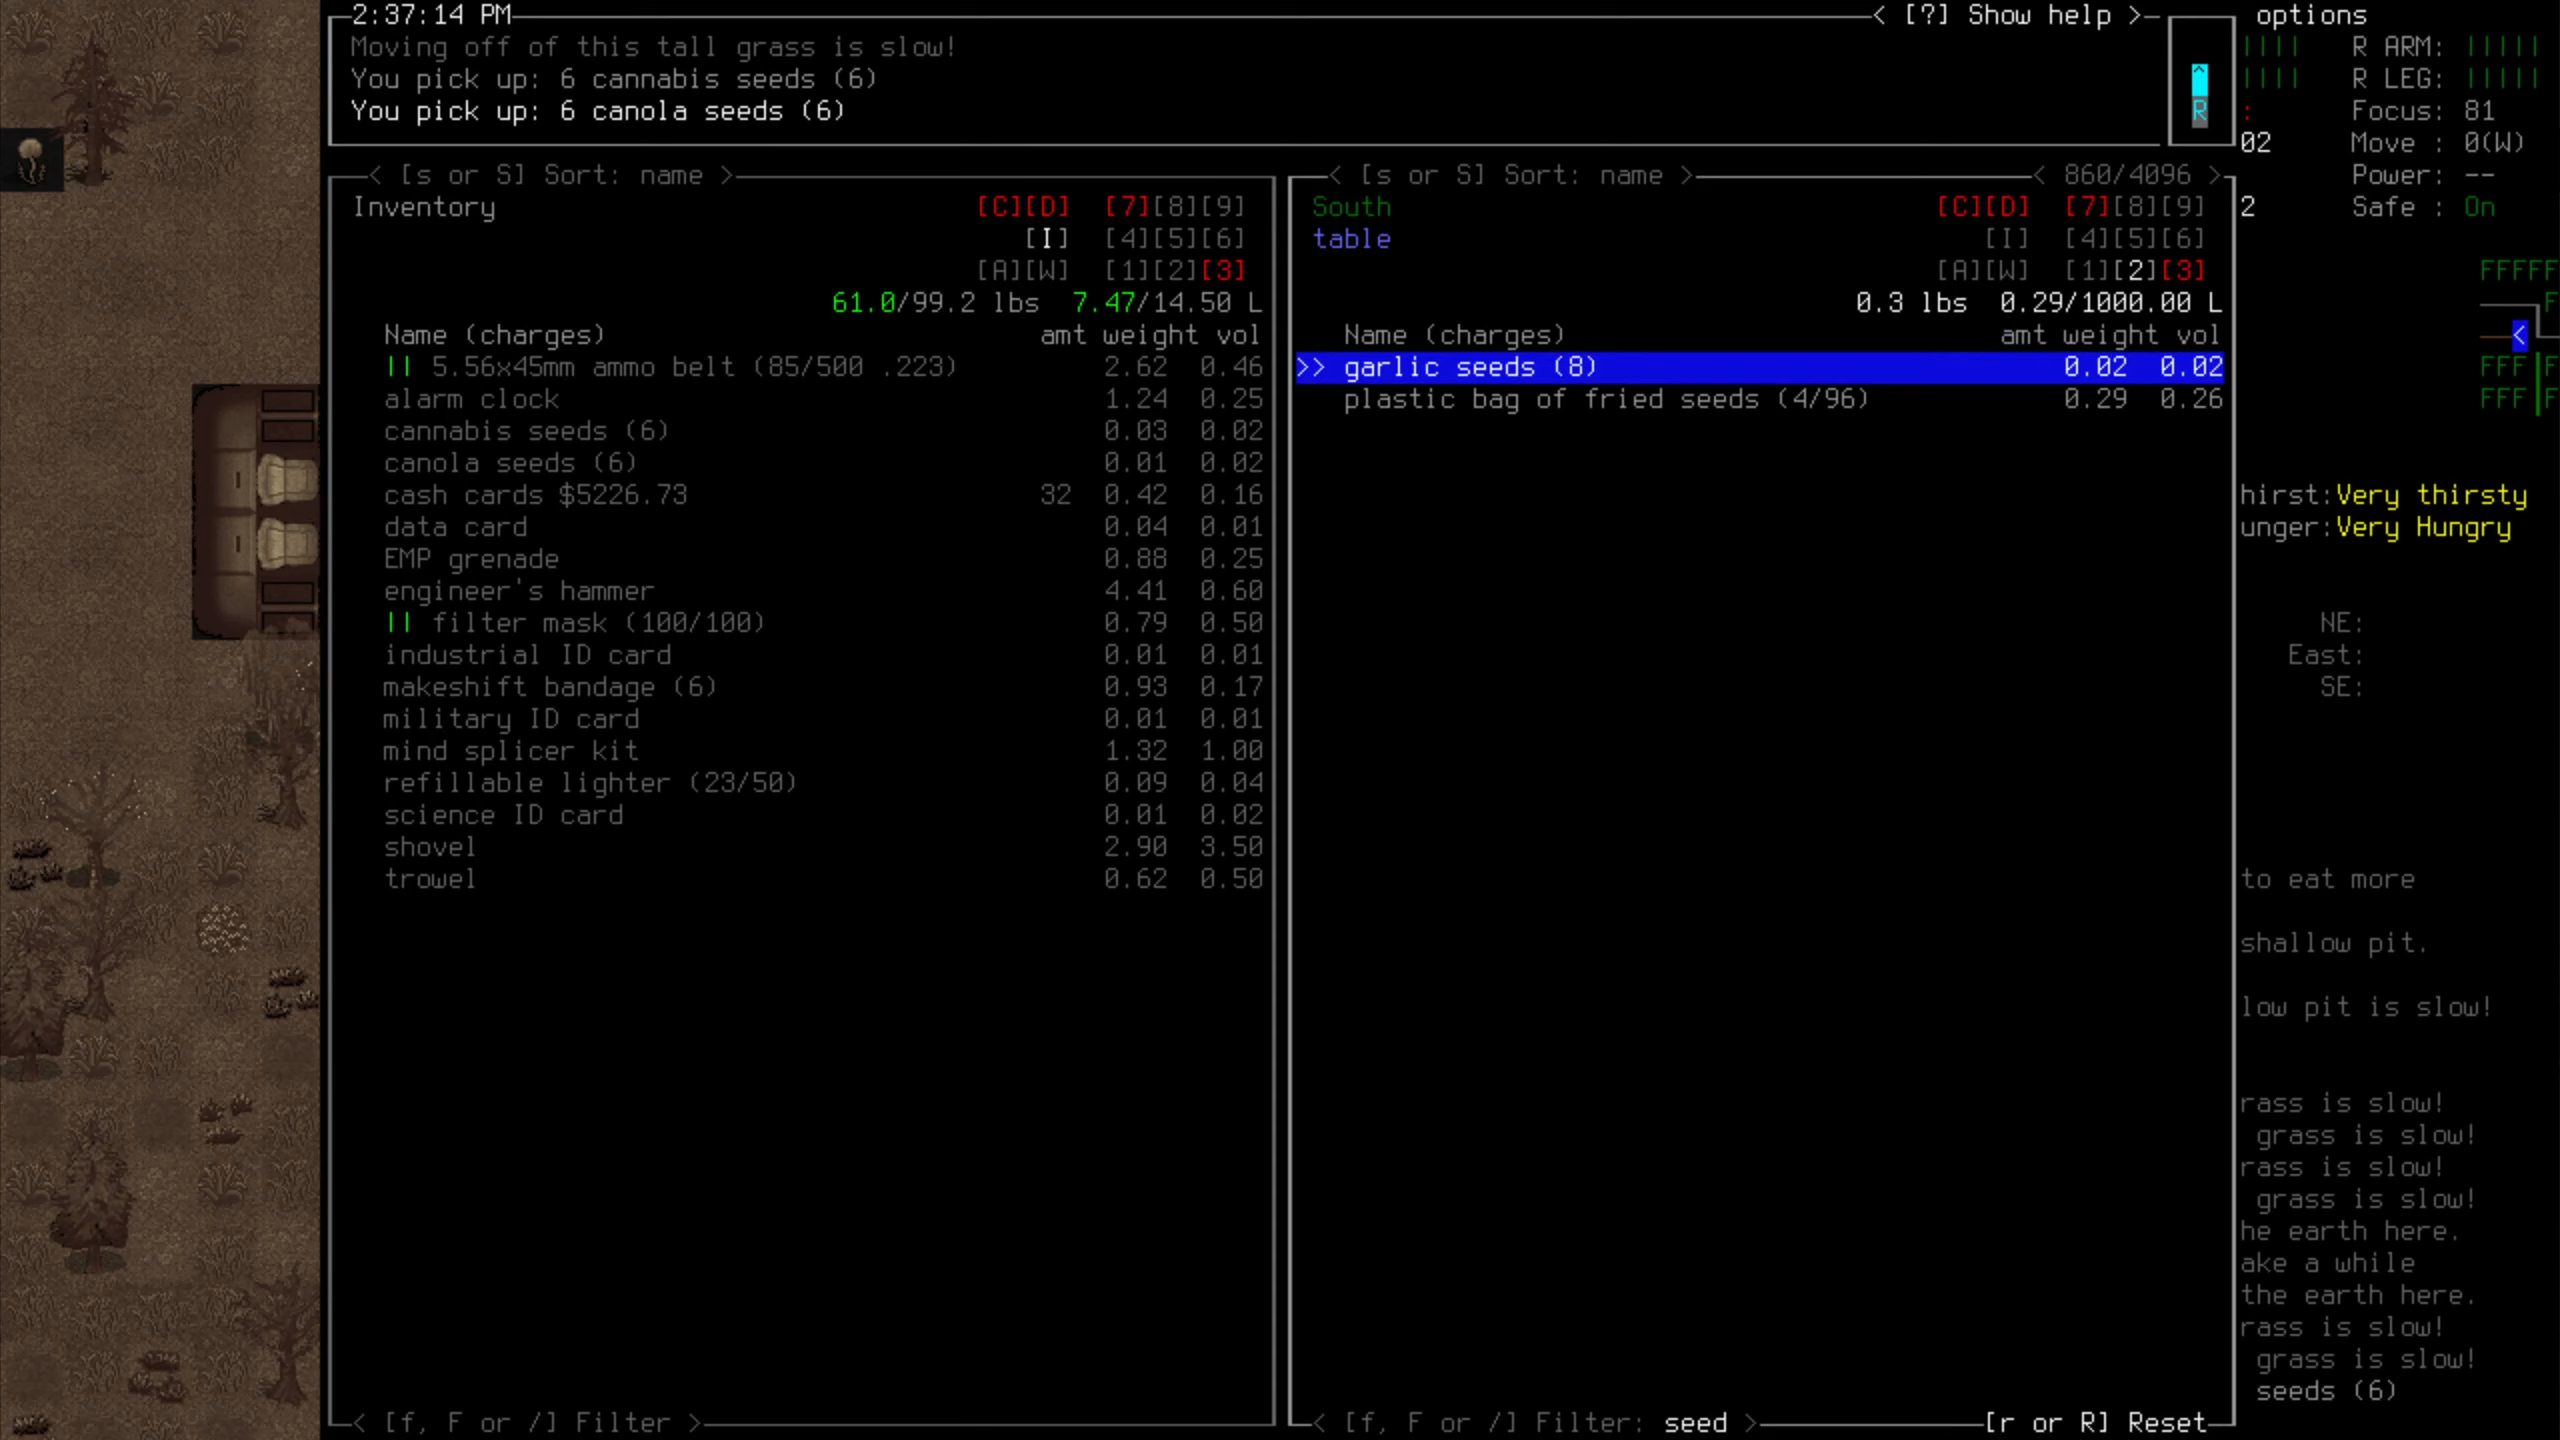 2:37:14 PM < [?] Show help >
Moving off of this tall grass is slow!
You pick up: 6 cannabis seeds (6)
You pick up: 6 canola seeds (6)
^
R
< [s or S] Sort: name >
Inventory [C][D] [7][8][9]
[I] [4][5][6]
[A][W] [1][2][3]
61.0/99.2 lbs 7.47/14.50 L
Name (charges) amt weight vol
|| 5.56x45mm ammo belt (85/500 .223) 2.62 0.46
alarm clock 1.24 0.25
cannabis seeds (6) 0.03 0.02
canola seeds (6) 0.01 0.02
cash cards $5226.73 32 0.42 0.16
data card 0.04 0.01
EMP grenade 0.88 0.25
engineer's hammer 4.41 0.60
|| filter mask (100/100) 0.79 0.50
industrial ID card 0.01 0.01
makeshift bandage (6) 0.93 0.17
military ID card 0.01 0.01
mind splicer kit 1.32 1.00
refillable lighter (23/50) 0.09 0.04
science ID card 0.01 0.02
shovel 2.90 3.50
trowel 0.62 0.50
< [f, F or /] Filter >
< [s or S] Sort: name > < 860/4096 >
South [C][D] [7][8][9]
table [I] [4][5][6]
[A][W] [1][2][3]
0.3 lbs 0.29/1000.00 L
Name (charges) amt weight vol
>> garlic seeds (8) 0.02 0.02
plastic bag of fried seeds (4/96) 0.29 0.26
< [f, F or /] Filter: seed > [r or R] Reset
options
|||| R ARM: |||||
|||| R LEG: |||||
: Focus: 81
02 Move : 0(W)
Power: --
2 Safe : On
FFFFF
F
<
FFF F
FFF F
hirst:Very thirsty
unger:Very Hungry
NE:
East:
SE:
to eat more
shallow pit.
low pit is slow!
rass is slow!
grass is slow!
rass is slow!
grass is slow!
he earth here.
ake a while
the earth here.
rass is slow!
grass is slow!
seeds (6)